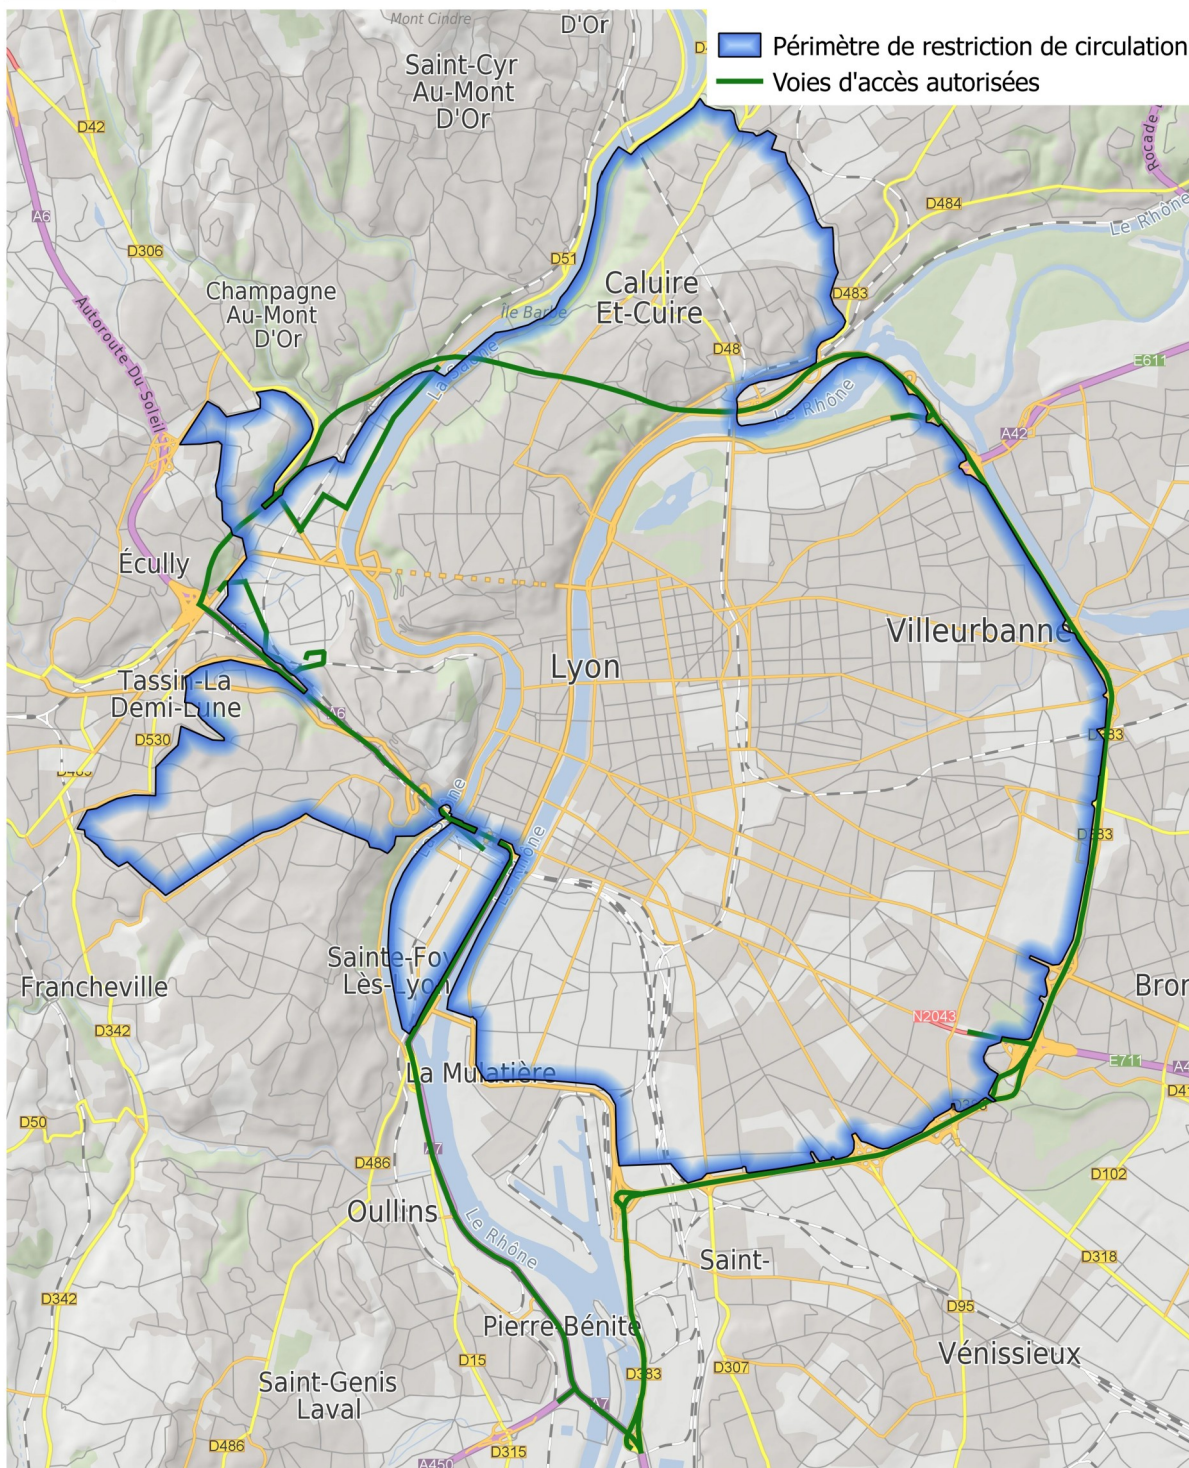 Mont Cindre
D'Or
Périmètre de restriction de circulation
Voies d'accès autorisées
Saint-Cyr
Au-Mont
D'Or
D42
Rocade
A6
D484
Le Rhône
D306
D51
Autoroute Du Soleil
Champagne
Au-Mont
D'Or
Caluire
Et-Cuire
D483
Île Barbe
D48
La Saône
E611
Le Rhône
A42
Écully
Villeurbanne
Lyon
Tassin-La
Demi-Lune
A6
D530
D383
D383
Le Rhône
Sainte-Foy
Lès-Lyon
Francheville
Bron
N2043
D342
E711
La Mulatière
D50
A7
D486
D102
Oullins
Le Rhône
Saint-
D318
D342
D95
Pierre-Bénite
Vénissieux
D15
D383
D307
Saint-Genis
Laval
A7
D486
D315
A450